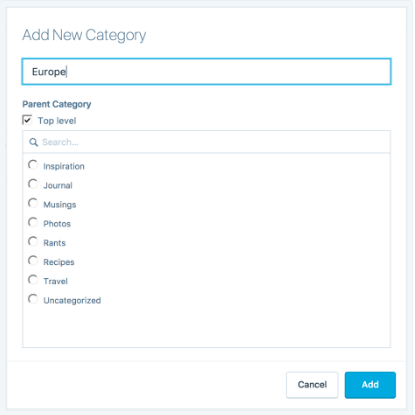 Add New Category
Europe
Parent Category
Top level
Search...
Inspiration
Journal
Musings
Photos
Rants
Recipes
Travel
Uncategorized
Cancel
Add